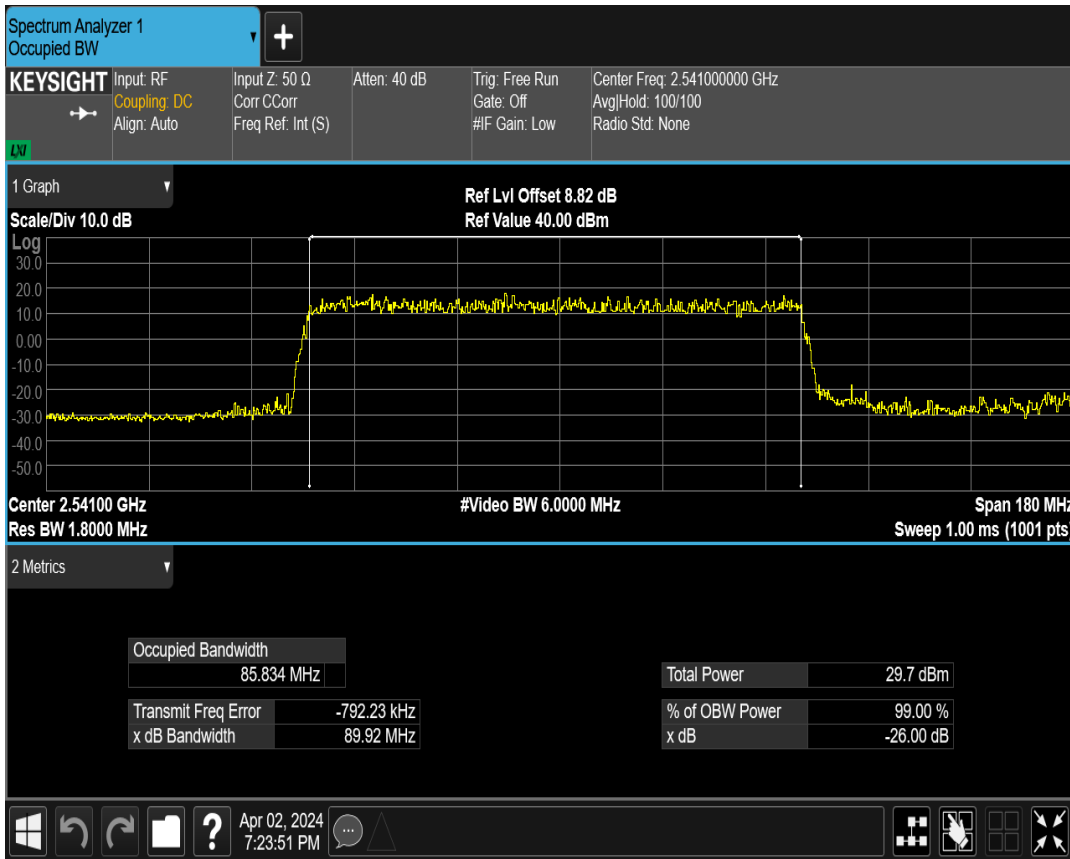 Spectrum Analyzer 1
Occupied BW
+
KEYSIGHT
LXI
Input: RF
Coupling: DC
Align: Auto
Input Z: 50 Ω
Corr CCorr
Freq Ref: Int (S)
Atten: 40 dB
Trig: Free Run
Gate: Off
#IF Gain: Low
Center Freq: 2.541000000 GHz
Avg|Hold: 100/100
Radio Std: None
1 Graph
Scale/Div 10.0 dB
Ref Lvl Offset 8.82 dB
Ref Value 40.00 dBm
Log
30.0
20.0
10.0
0.00
-10.0
-20.0
-30.0
-40.0
-50.0
Center 2.54100 GHz
#Video BW 6.0000 MHz
Span 180 MHz
Res BW 1.8000 MHz
Sweep 1.00 ms (1001 pts)
2 Metrics
Occupied Bandwidth
85.834 MHz
Total Power 29.7 dBm
Transmit Freq Error -792.23 kHz
% of OBW Power 99.00 %
x dB Bandwidth 89.92 MHz
x dB -26.00 dB
?
Apr 02, 2024
7:23:51 PM